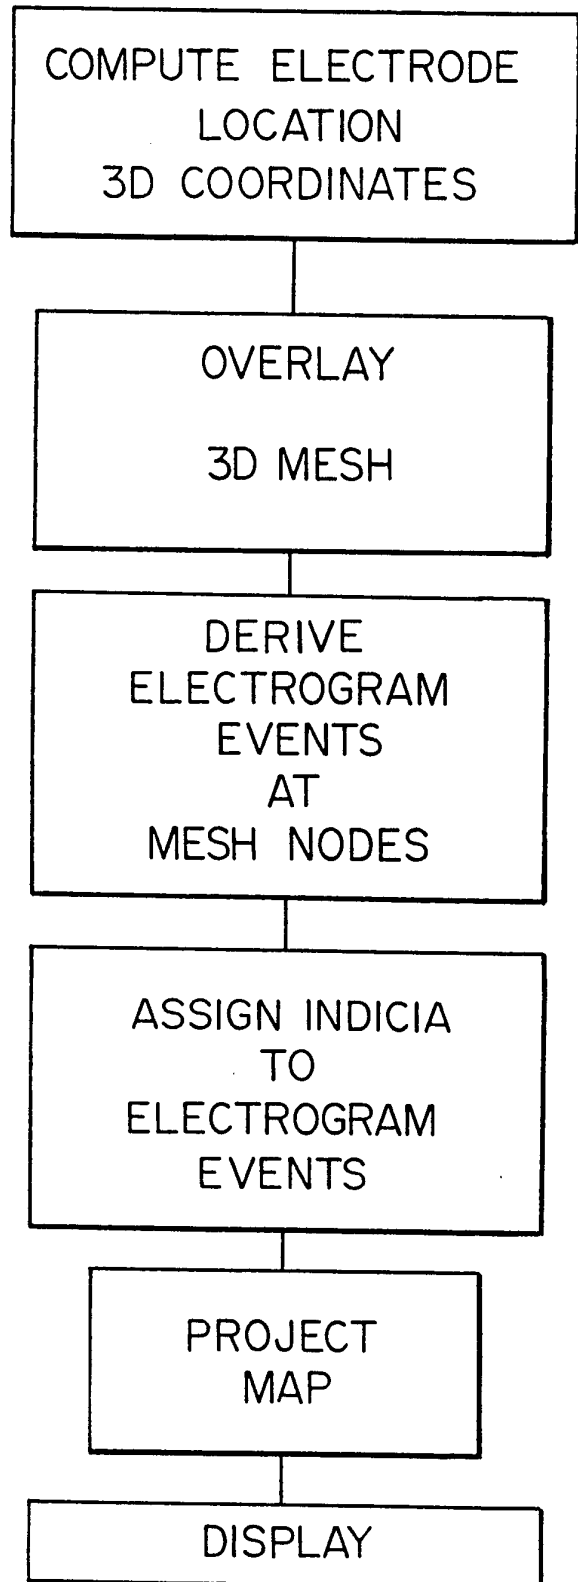 COMPUTE ELECTRODE
LOCATION
3D COORDINATES
OVERLAY
3D MESH
DERIVE
ELECTROGRAM
EVENTS
AT
MESH NODES
ASSIGN INDICIA
TO
ELECTROGRAM
EVENTS
PROJECT
MAP
DISPLAY